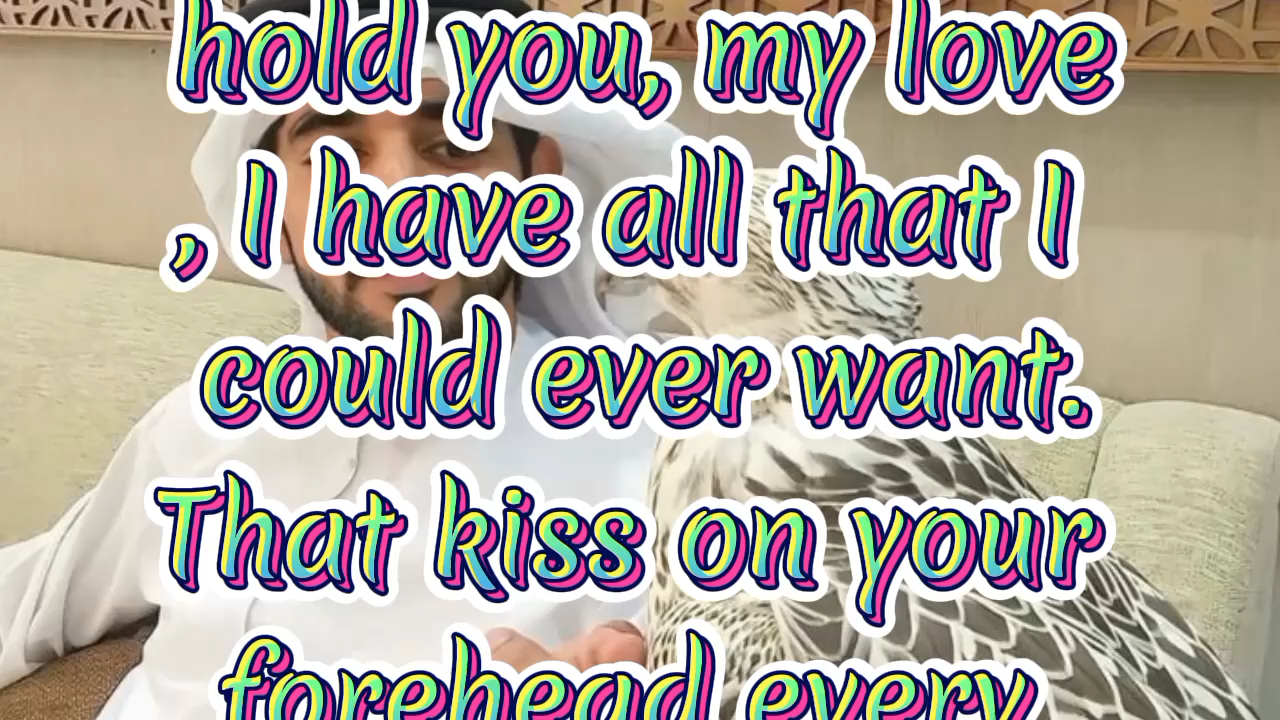 hold you, my love
, I have all that I
could ever want.
That kiss on your
forehead every